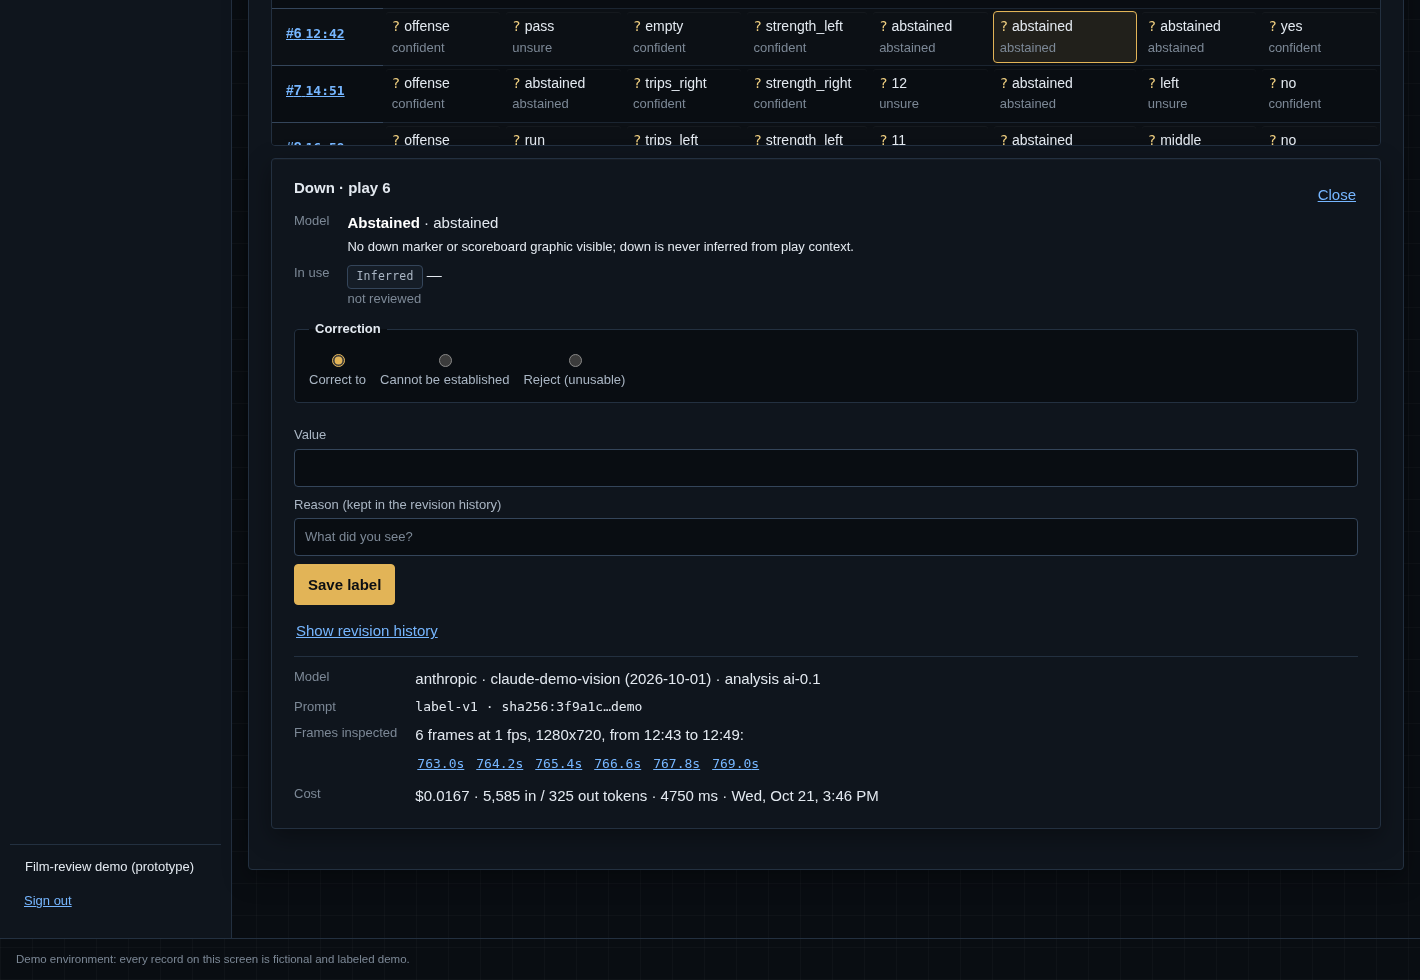 #6 12:42 ? offense ? pass ? empty ? strength_left ? abstained ? abstained ? abstained ? yes
confident unsure confident confident abstained abstained abstained confident
#7 14:51 ? offense ? abstained ? trips_right ? strength_right ? 12 ? abstained ? left ? no
confident abstained confident confident unsure abstained unsure confident
? offense ? run ? trips_left ? strength_left ? 11 ? abstained ? middle ? no
Down · play 6
Close
Model Abstained · abstained
No down marker or scoreboard graphic visible; down is never inferred from play context.
In use Inferred —
not reviewed
Correction
Correct to Cannot be established Reject (unusable)
Value
Reason (kept in the revision history)
What did you see?
Save label
Show revision history
Model anthropic · claude-demo-vision (2026-10-01) · analysis ai-0.1
Prompt label-v1 · sha256:3f9a1c…demo
Frames inspected 6 frames at 1 fps, 1280x720, from 12:43 to 12:49:
763.0s 764.2s 765.4s 766.6s 767.8s 769.0s
Cost $0.0167 · 5,585 in / 325 out tokens · 4750 ms · Wed, Oct 21, 3:46 PM
Film-review demo (prototype)
Sign out
Demo environment: every record on this screen is fictional and labeled demo.